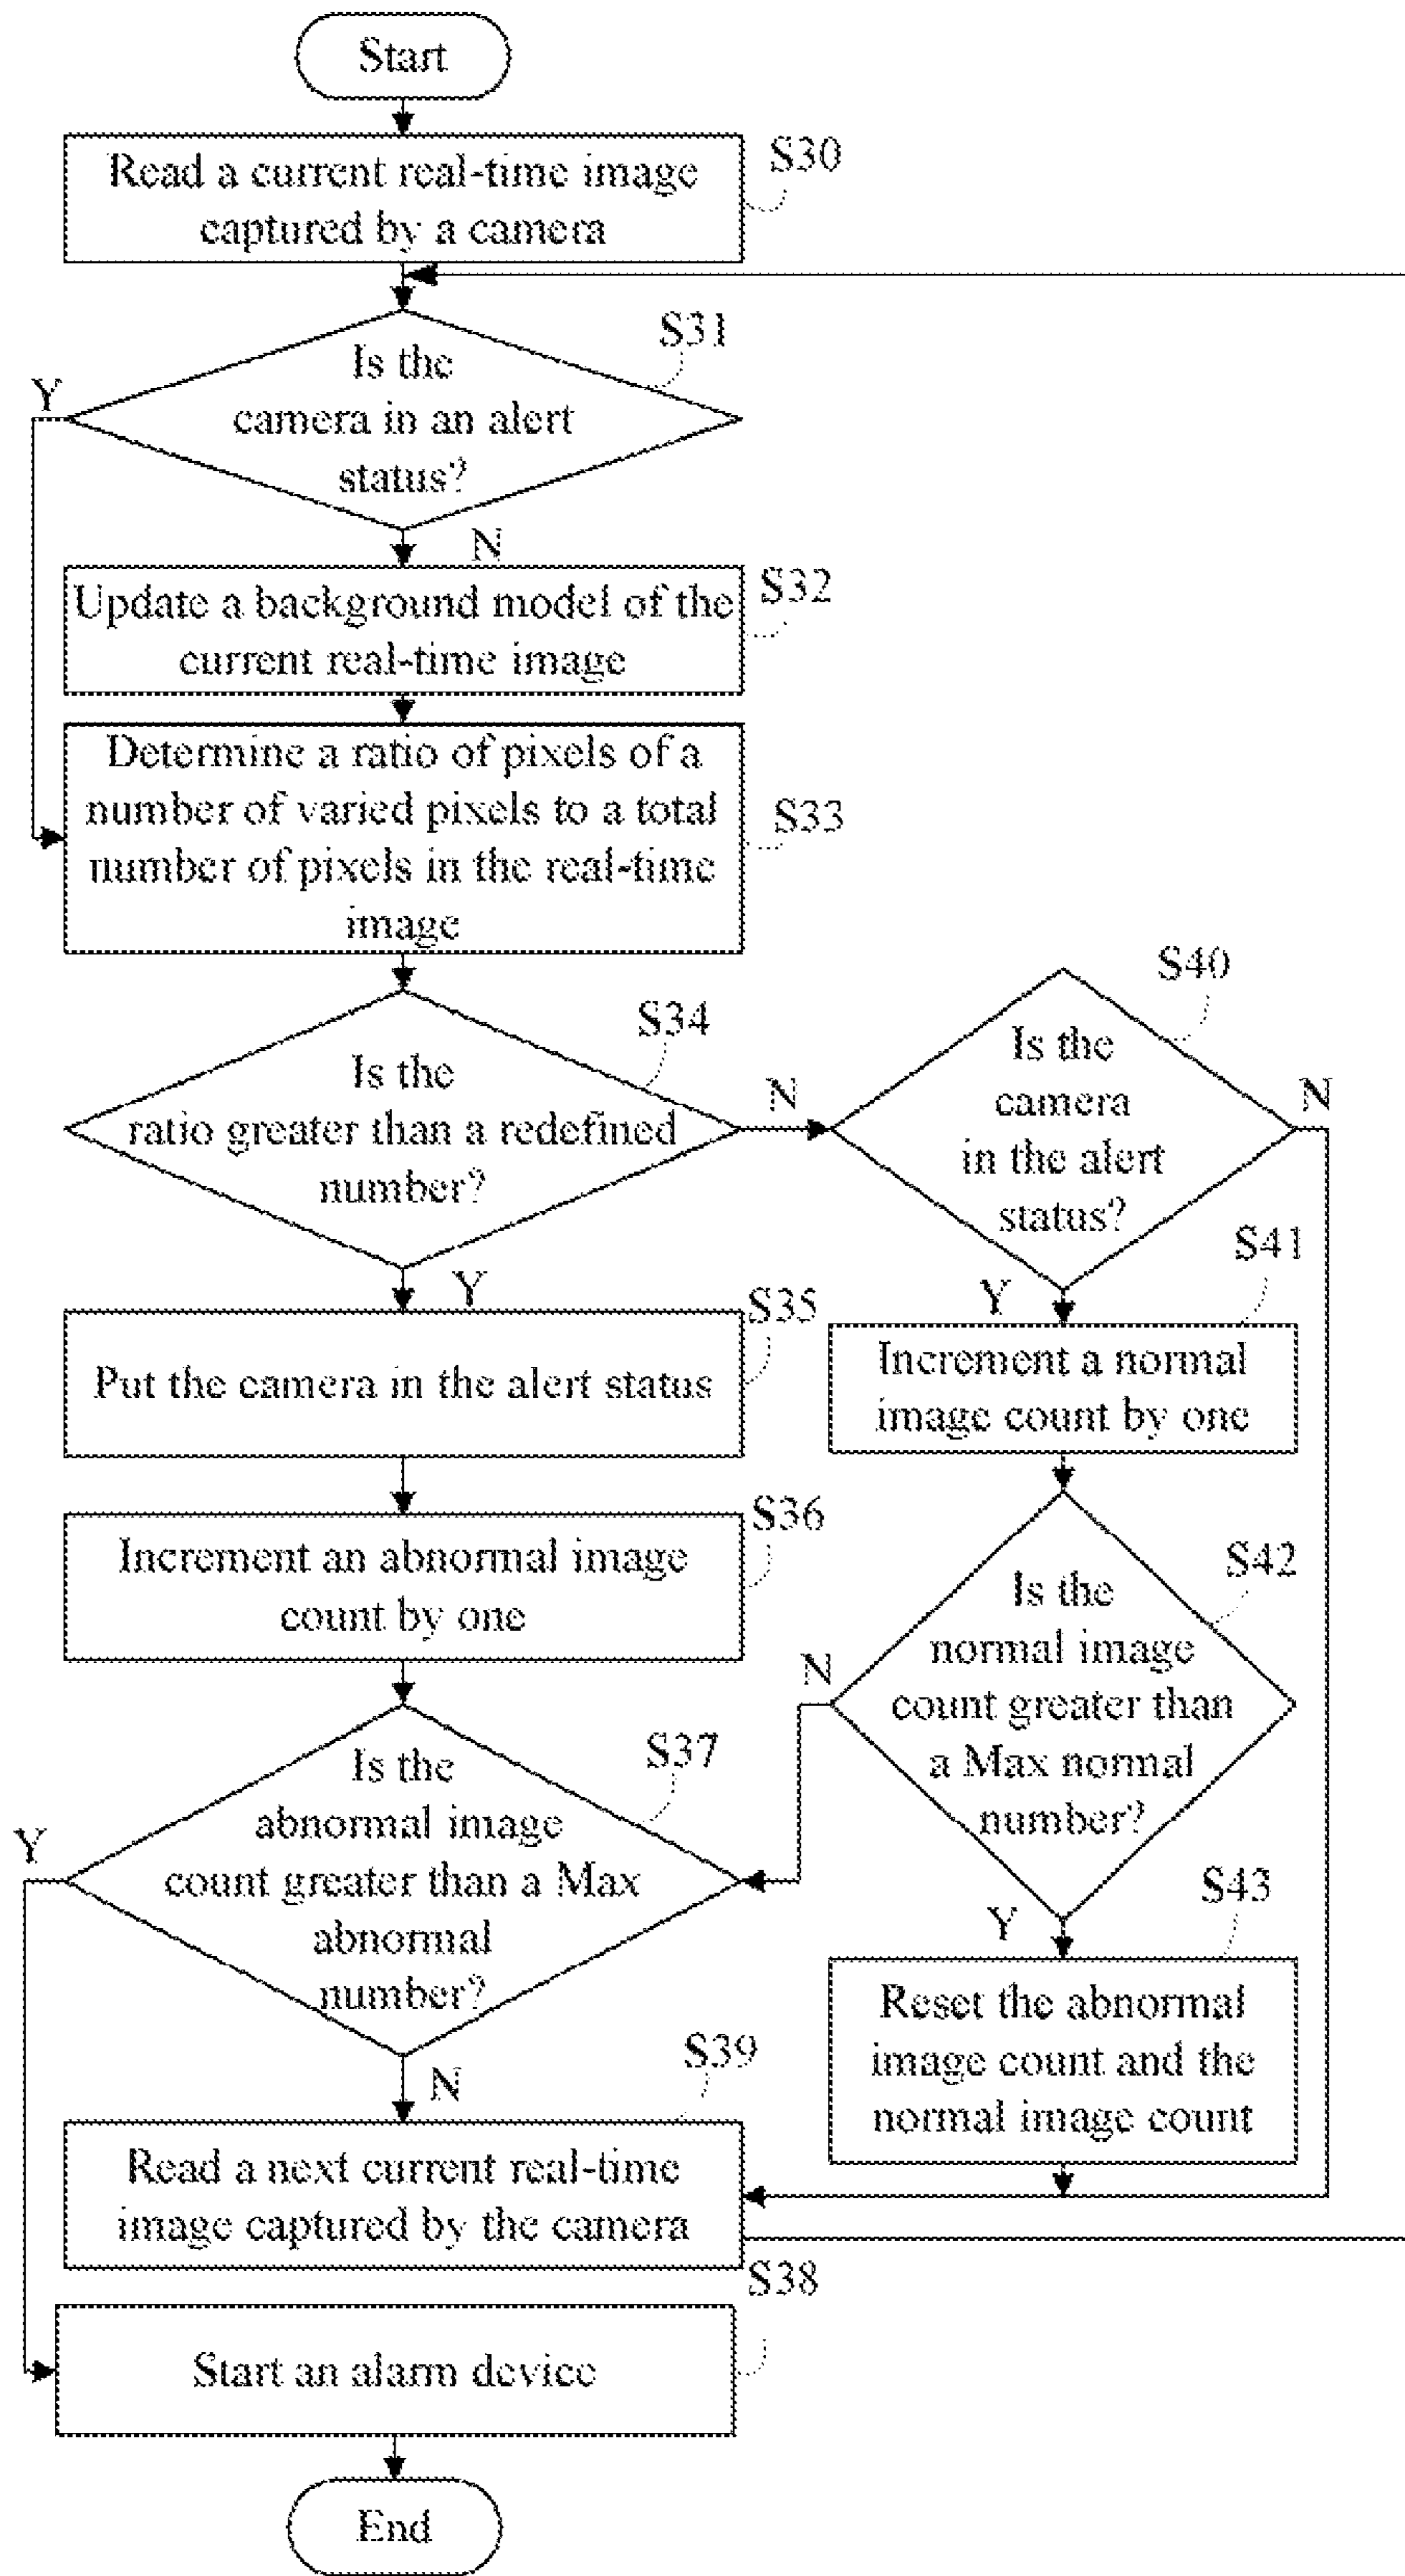 Start
Read a current real-time image
captured by a camera
S30
Is the
camera in an alert
status?
S31
Y
N
Update a background model of the
current real-time image
S32
Determine a ratio of pixels of a
number of varied pixels to a total
number of pixels in the real-time
image
S33
Is the
ratio greater than a redefined
number?
S34
N
Y
Put the camera in the alert status
S35
Increment an abnormal image
count by one
S36
Is the
abnormal image
count greater than a Max
abnormal
number?
S37
Y
N
Read a next current real-time
image captured by the camera
S39
Start an alarm device
S38
End
Is the
camera
in the alert
status?
S40
N
Y
Increment a normal
image count by one
S41
Is the
normal image
count greater than
a Max normal
number?
S42
N
Y
Reset the abnormal
image count and the
normal image count
S43